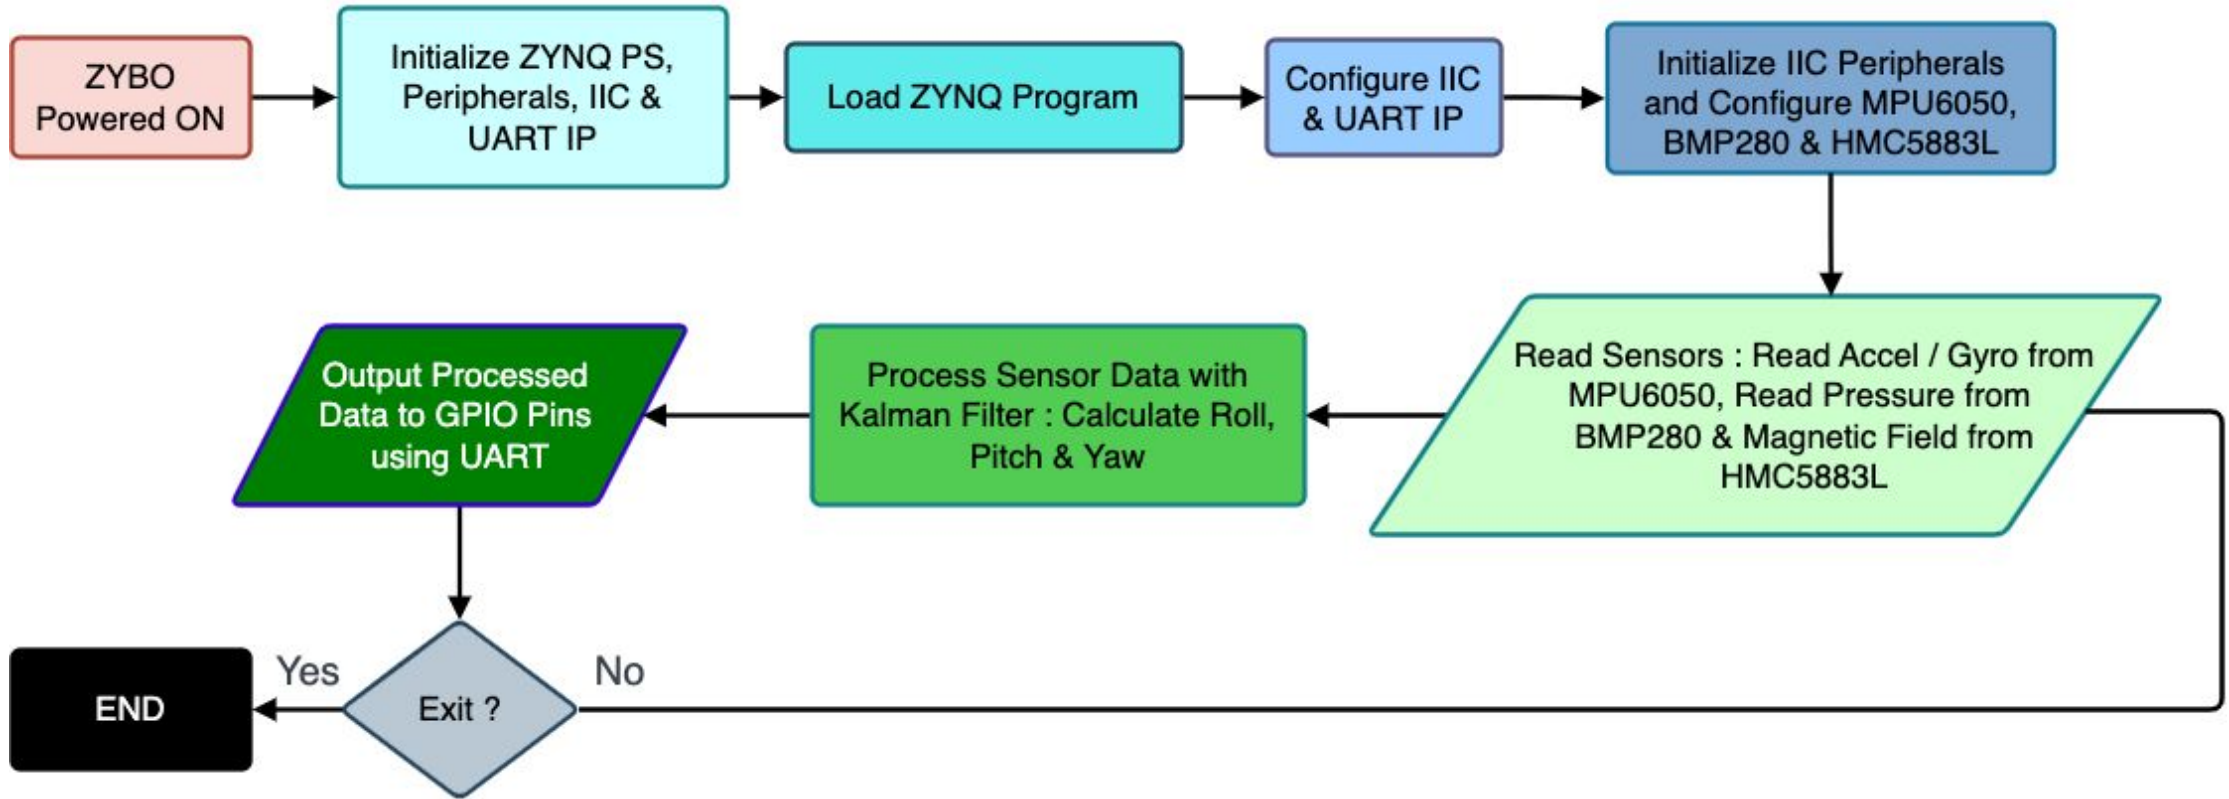 ZYBO
Powered ON
Initialize ZYNQ PS,
Peripherals, IIC &
UART IP
Load ZYNQ Program
Configure IIC
& UART IP
Initialize IIC Peripherals
and Configure MPU6050,
BMP280 & HMC5883L
Read Sensors : Read Accel / Gyro from
MPU6050, Read Pressure from
BMP280 & Magnetic Field from
HMC5883L
Process Sensor Data with
Kalman Filter : Calculate Roll,
Pitch & Yaw
Output Processed
Data to GPIO Pins
using UART
Exit ?
Yes
No
END